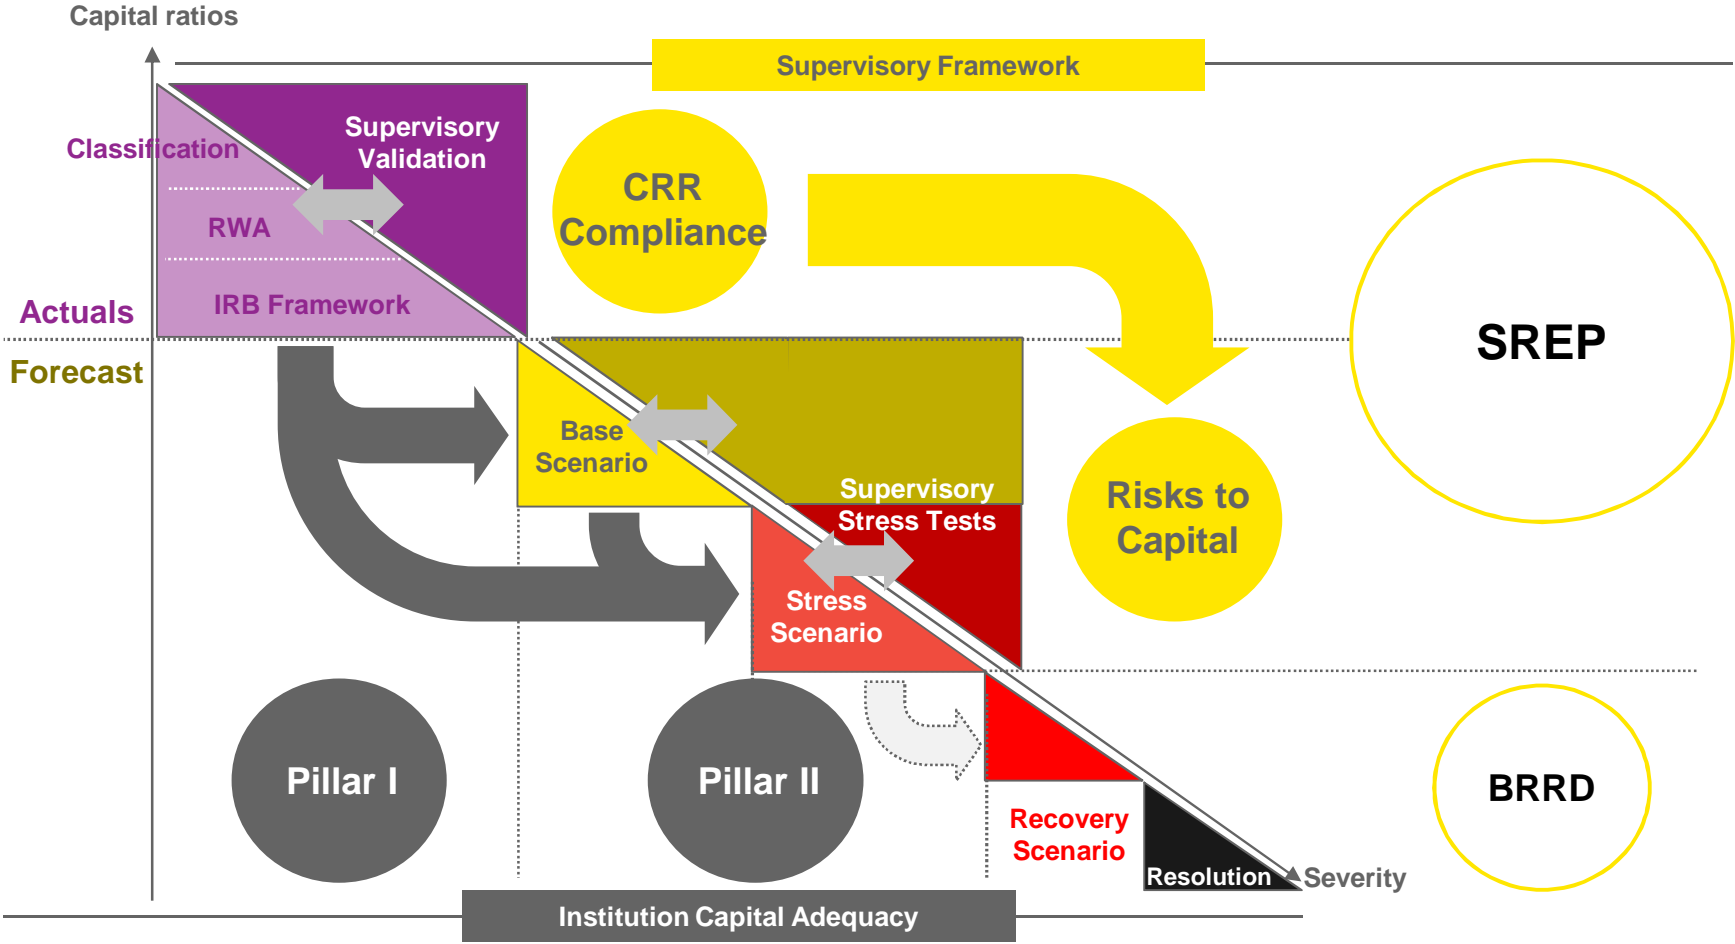 Capital ratios
Supervisory Framework
Supervisory
Validation
Classification
RWA
IRB Framework
CRR
Compliance
SREP
Actuals
Forecast
Base
Scenario
Supervisory
Stress Tests
Risks to
Capital
Stress
Scenario
Pillar I
Pillar II
BRRD
Recovery
Scenario
Resolution
Severity
Institution Capital Adequacy